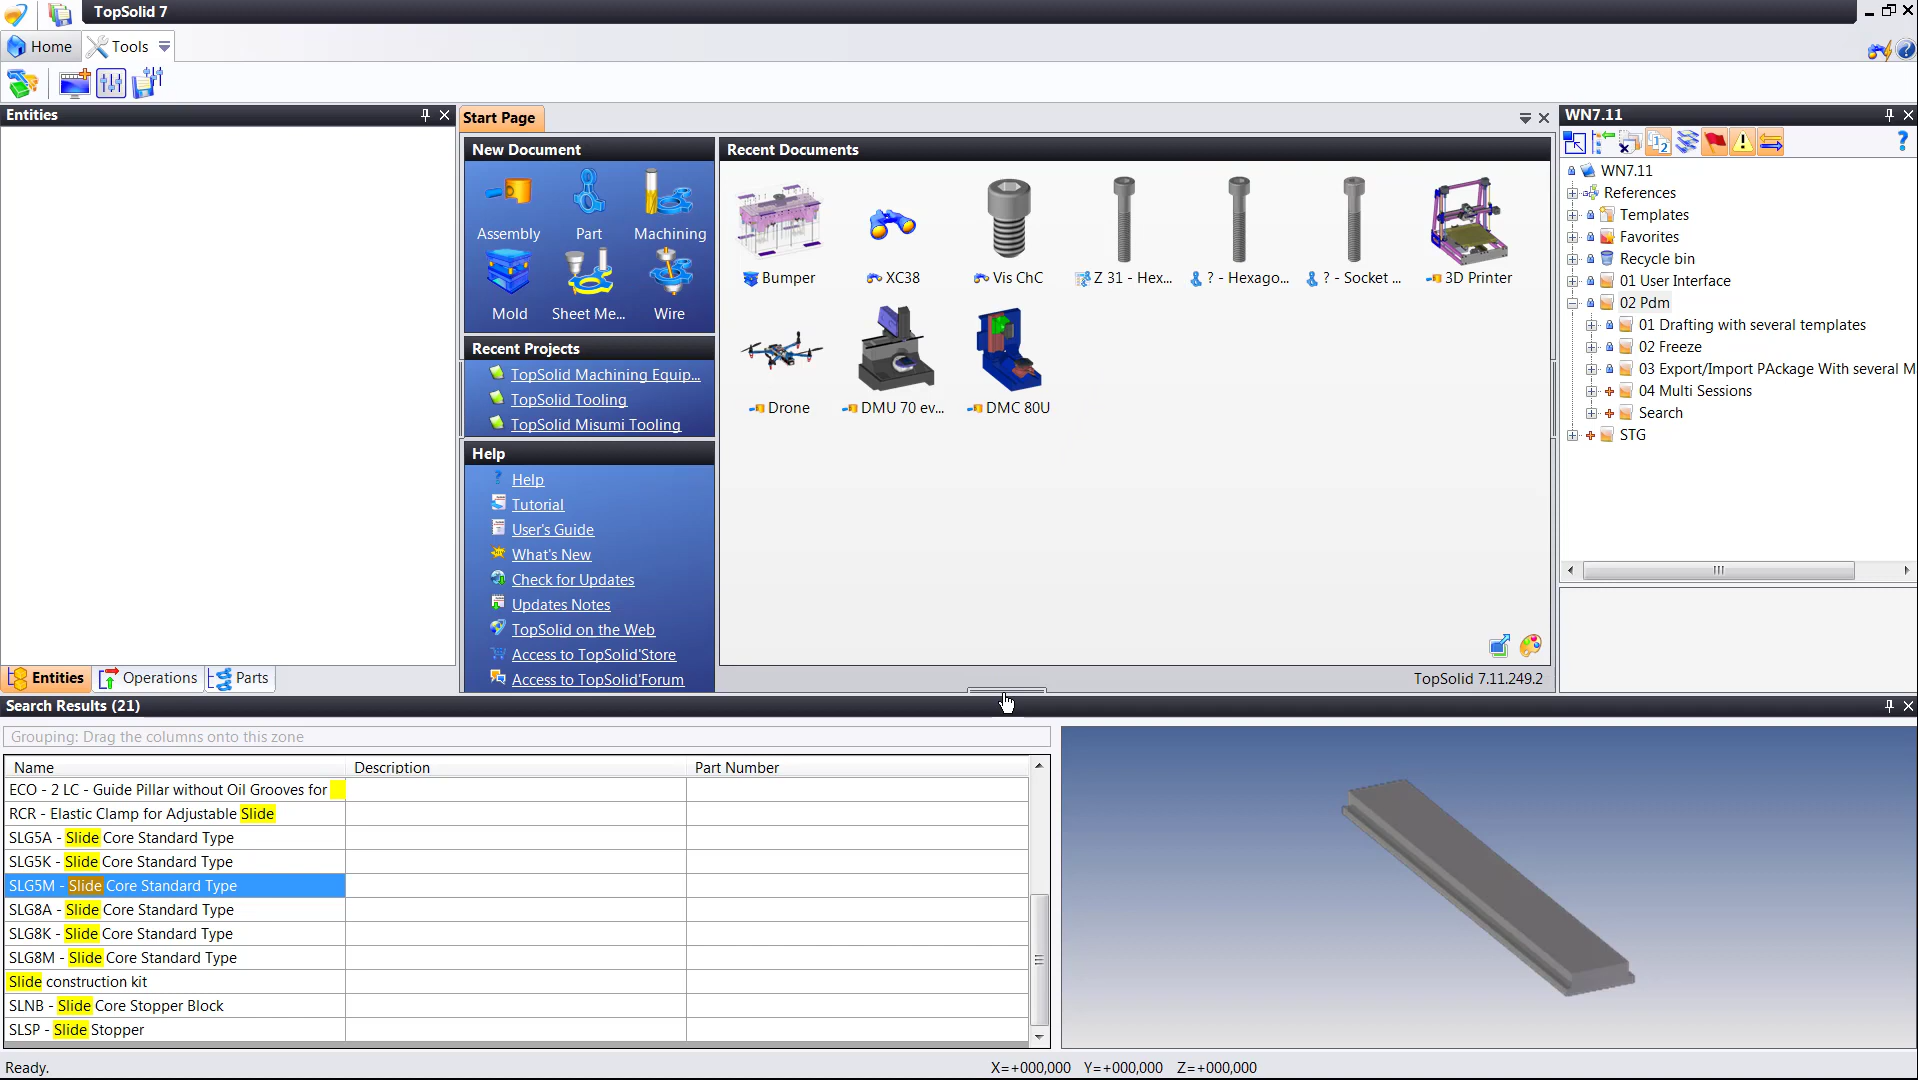 TopSolid 7
Home
Tools
Entities
Start Page
WN7.11
New Document
Assembly
Part
Machining
Mold
Sheet Me...
Wire
Recent Projects
TopSolid Machining Equip...
TopSolid Tooling
TopSolid Misumi Tooling
Help
Help
Tutorial
User's Guide
What's New
Check for Updates
Updates Notes
TopSolid on the Web
Access to TopSolid'Store
Access to TopSolid'Forum
Recent Documents
Bumper
XC38
Vis ChC
Z 31 - Hex...
? - Hexago...
? - Socket ...
3D Printer
Drone
DMU 70 ev...
DMC 80U
TopSolid 7.11.249.2
WN7.11
References
Templates
Favorites
Recycle bin
01 User Interface
02 Pdm
01 Drafting with several templates
02 Freeze
03 Export/Import PAckage With several M
04 Multi Sessions
Search
STG
Entities
Operations
Parts
Search Results (21)
Grouping: Drag the columns onto this zone
Name
Description
Part Number
ECO - 2 LC - Guide Pillar without Oil Grooves for
RCR - Elastic Clamp for Adjustable Slide
SLG5A - Slide Core Standard Type
SLG5K - Slide Core Standard Type
SLG5M - Slide Core Standard Type
SLG8A - Slide Core Standard Type
SLG8K - Slide Core Standard Type
SLG8M - Slide Core Standard Type
Slide construction kit
SLNB - Slide Core Stopper Block
SLSP - Slide Stopper
Ready.
X=+000,000 Y=+000,000 Z=+000,000